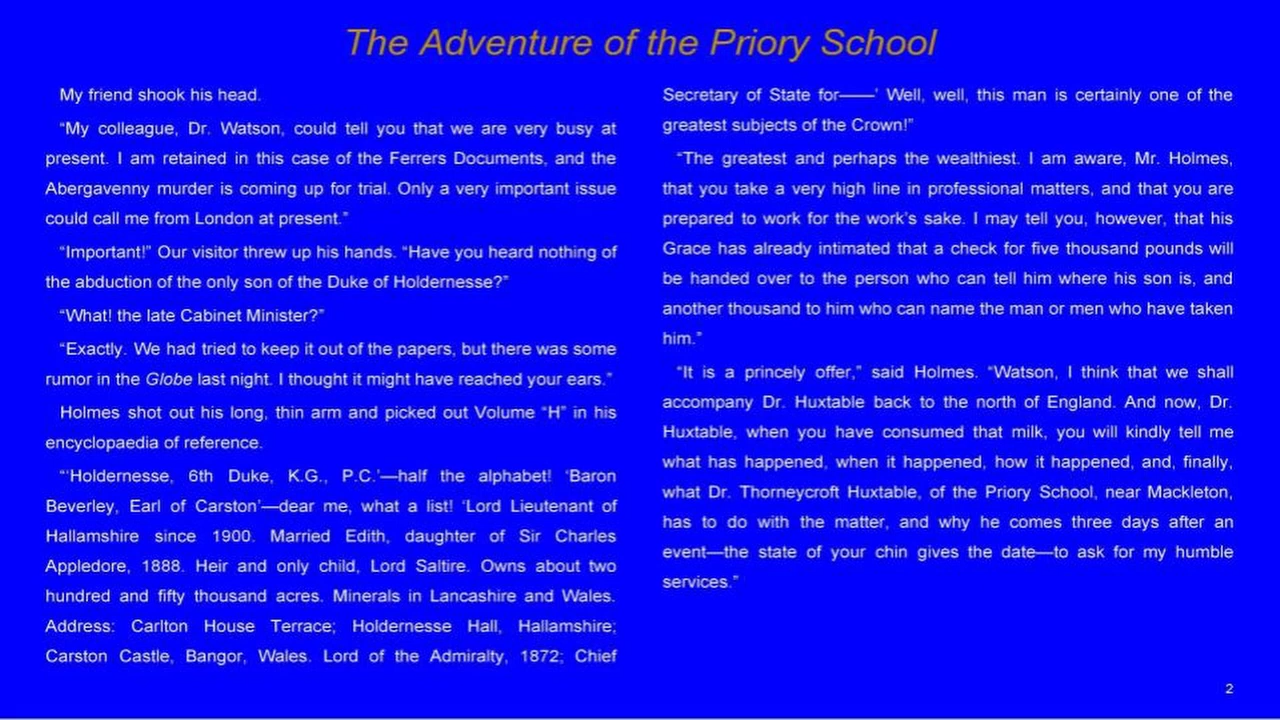 The Adventure of the Priory School
My friend shook his head.
“My colleague, Dr. Watson, could tell you that we are very busy at
present. I am retained in this case of the Ferrers Documents, and the
Abergavenny murder is coming up for trial. Only a very important issue
could call me from London at present.”
“Important!” Our visitor threw up his hands. “Have you heard nothing of
the abduction of the only son of the Duke of Holdernesse?”
“What! the late Cabinet Minister?”
“Exactly. We had tried to keep it out of the papers, but there was some
rumor in the Globe last night. I thought it might have reached your ears.”
Holmes shot out his long, thin arm and picked out Volume “H” in his
encyclopaedia of reference.
“‘Holdernesse, 6th Duke, K.G., P.C.’—half the alphabet! ‘Baron
Beverley, Earl of Carston’—dear me, what a list! ‘Lord Lieutenant of
Hallamshire since 1900. Married Edith, daughter of Sir Charles
Appledore, 1888. Heir and only child, Lord Saltire. Owns about two
hundred and fifty thousand acres. Minerals in Lancashire and Wales.
Address: Carlton House Terrace; Holdernesse Hall, Hallamshire;
Carston Castle, Bangor, Wales. Lord of the Admiralty, 1872; Chief
Secretary of State for——’ Well, well, this man is certainly one of the
greatest subjects of the Crown!”
“The greatest and perhaps the wealthiest. I am aware, Mr. Holmes,
that you take a very high line in professional matters, and that you are
prepared to work for the work’s sake. I may tell you, however, that his
Grace has already intimated that a check for five thousand pounds will
be handed over to the person who can tell him where his son is, and
another thousand to him who can name the man or men who have taken
him.”
“It is a princely offer,” said Holmes. “Watson, I think that we shall
accompany Dr. Huxtable back to the north of England. And now, Dr.
Huxtable, when you have consumed that milk, you will kindly tell me
what has happened, when it happened, how it happened, and, finally,
what Dr. Thorneycroft Huxtable, of the Priory School, near Mackleton,
has to do with the matter, and why he comes three days after an
event—the state of your chin gives the date—to ask for my humble
services.”
2